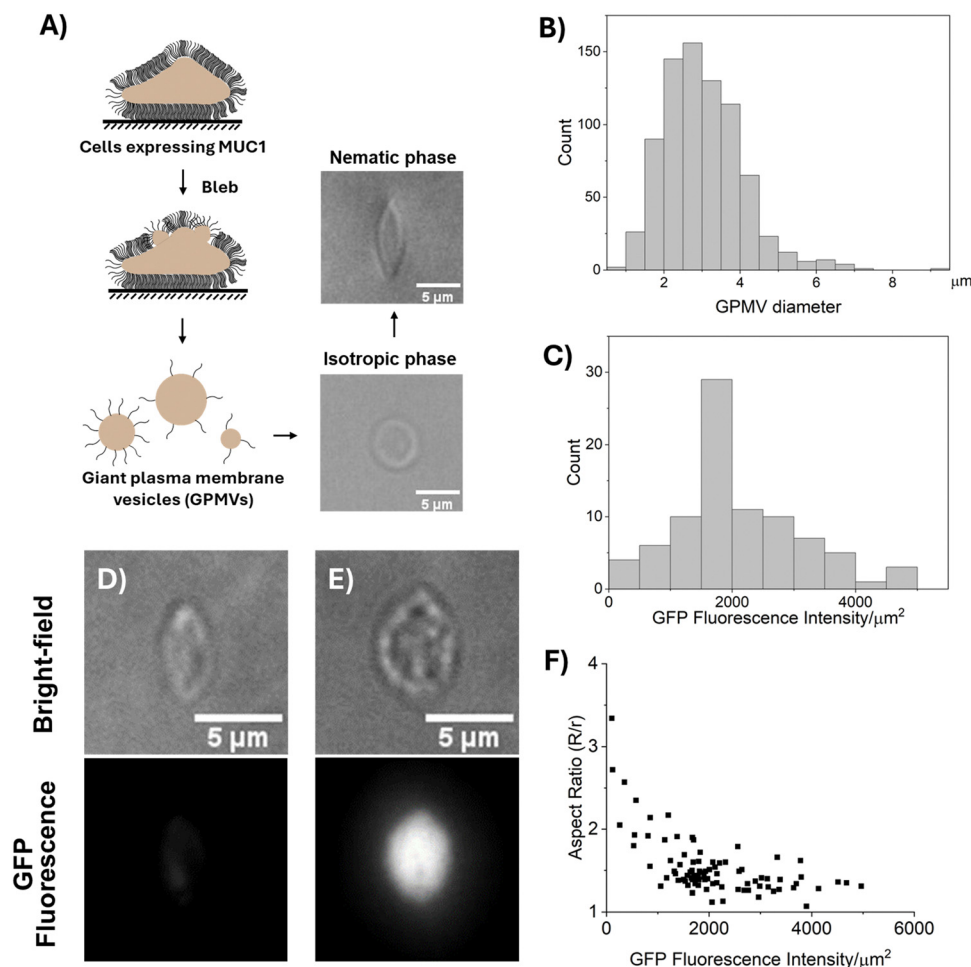 A)
Cells expressing MUC1
Bleb
Giant plasma membrane
vesicles (GPMVs)
Nematic phase
5 µm
Isotropic phase
5 µm
B)
Count
150
100
50
0
2
4
6
8
µm
GPMV diameter
C)
Count
30
20
10
0
0
2000
4000
GFP Fluorescence Intensity/µm²
Bright-field
D)
5 µm
E)
5 µm
GFP
Fluorescence
F)
Aspect Ratio (R/r)
4
3
2
1
0
2000
4000
6000
GFP Fluorescence Intensity/µm²